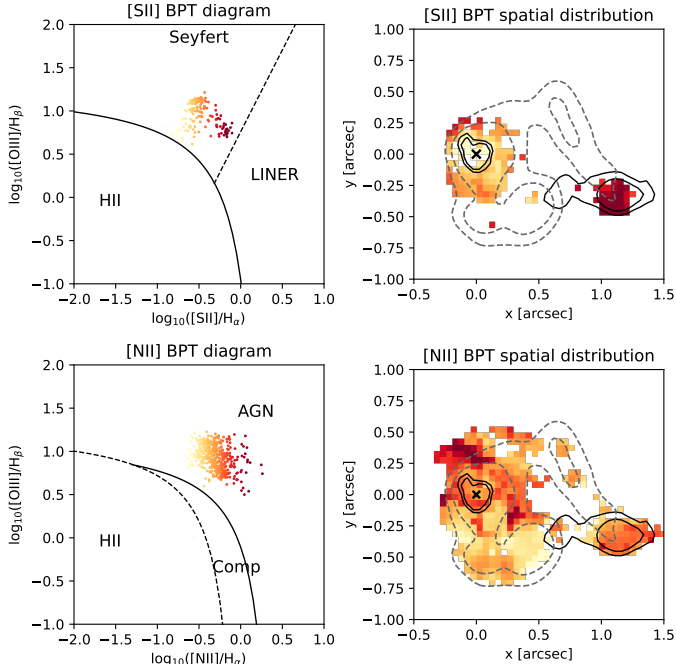 [SII] BPT diagram
2.0
1.5
1.0
0.5
0.0
−0.5
−1.0
−2.0 −1.5 −1.0 −0.5 0.0 0.5 1.0
log₁₀([OIII]/Hᵦ)
log₁₀([SII]/Hα)
Seyfert
LINER
HII
[SII] BPT spatial distribution
1.00
0.75
0.50
0.25
0.00
−0.25
−0.50
−0.75
−1.00
−0.5 0.0 0.5 1.0 1.5
y [arcsec]
x [arcsec]
[NII] BPT diagram
2.0
1.5
1.0
0.5
0.0
−0.5
−1.0
−2.0 −1.5 −1.0 −0.5 0.0 0.5 1.0
log₁₀([OIII]/Hᵦ)
log₁₀([NII]/Hα)
AGN
HII
Comp
[NII] BPT spatial distribution
1.00
0.75
0.50
0.25
0.00
−0.25
−0.50
−0.75
−1.00
−0.5 0.0 0.5 1.0 1.5
y [arcsec]
x [arcsec]